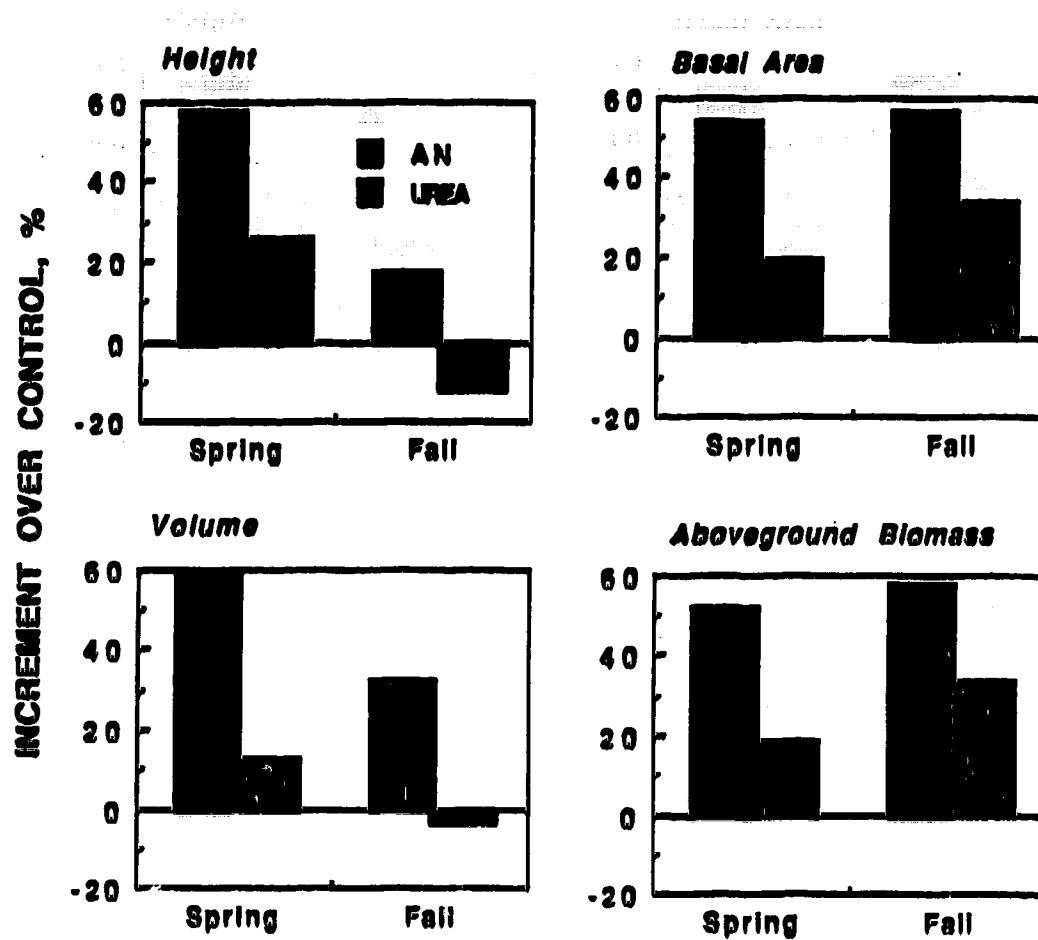 Height
60
40
20
0
-20
AN
UREA
Spring Fall
Basal Area
60
40
20
0
-20
Spring Fall
INCREMENT OVER CONTROL, %
Volume
60
40
20
0
-20
Spring Fall
Aboveground Biomass
60
40
20
0
-20
Spring Fall